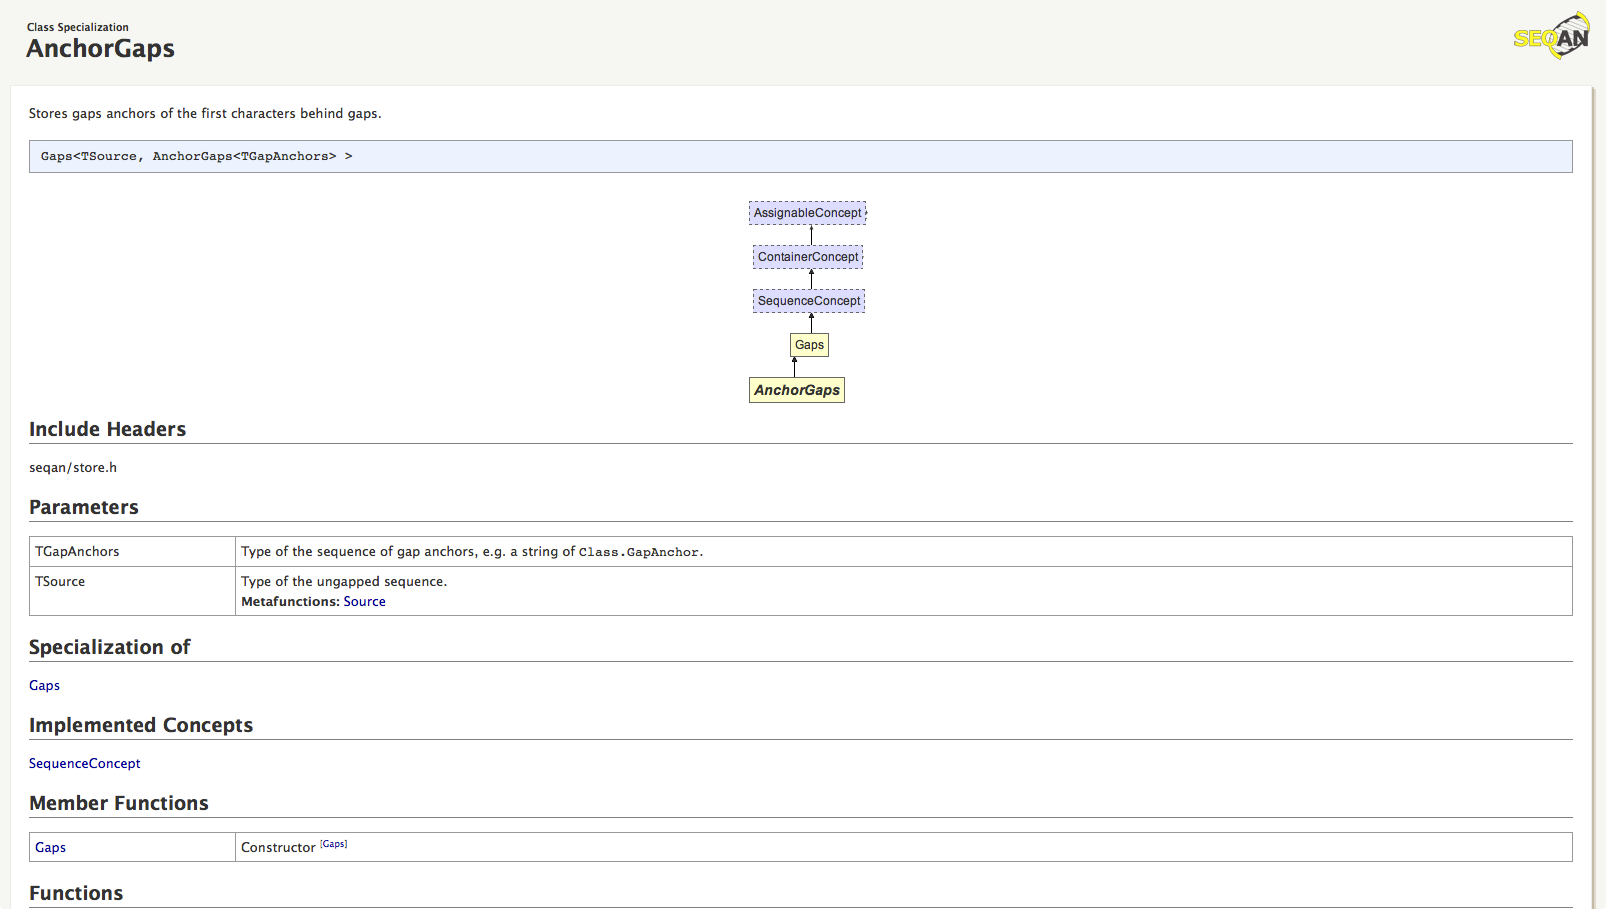 Class Specialization
AnchorGaps
SEQAN
Stores gaps anchors of the first characters behind gaps.
Gaps<TSource, AnchorGaps<TGapAnchors> >
AssignableConcept
ContainerConcept
SequenceConcept
Gaps
AnchorGaps
Include Headers
seqan/store.h
Parameters
TGapAnchors Type of the sequence of gap anchors, e.g. a string of Class.GapAnchor.
TSource Type of the ungapped sequence.
Metafunctions: Source
Specialization of
Gaps
Implemented Concepts
SequenceConcept
Member Functions
Gaps Constructor [Gaps]
Functions